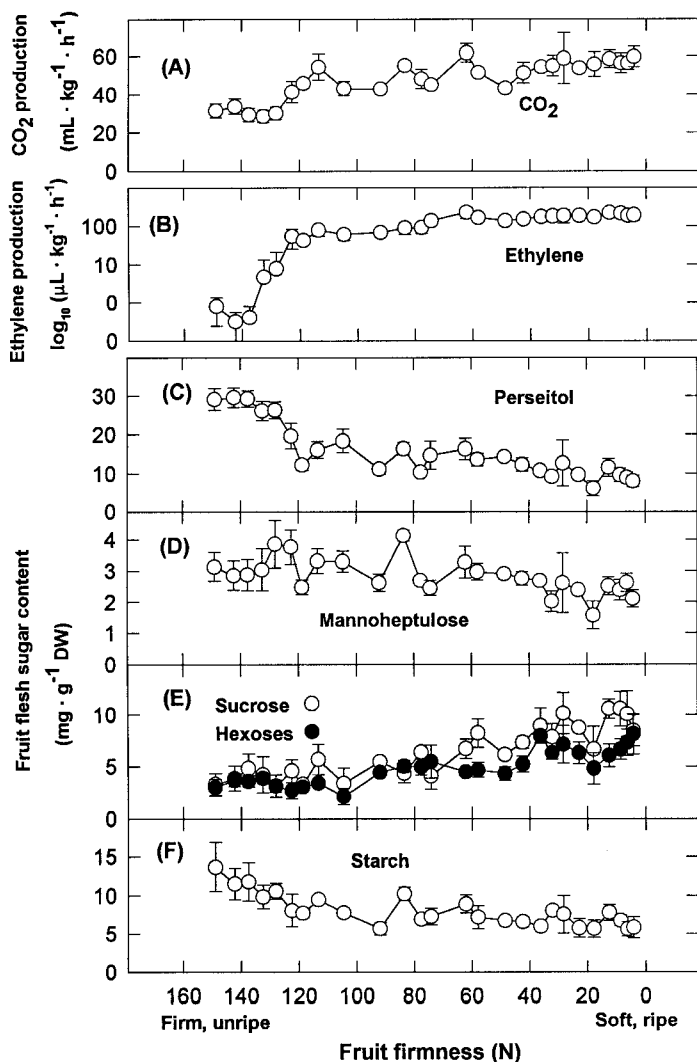 CO2 production
(mL · kg-1 · h-1)
60
40
20
0
(A)
CO2
Ethylene production
log10 (µL · kg-1 · h-1)
100
10
0
0
(B)
Ethylene
Fruit flesh sugar content
(mg · g-1 DW)
30
20
10
0
(C)
Perseitol
4
3
2
1
0
(D)
Mannoheptulose
10
5
0
(E)
Sucrose
Hexoses
15
10
5
0
(F)
Starch
160 140 120 100 80 60 40 20 0
Firm, unripe Soft, ripe
Fruit firmness (N)